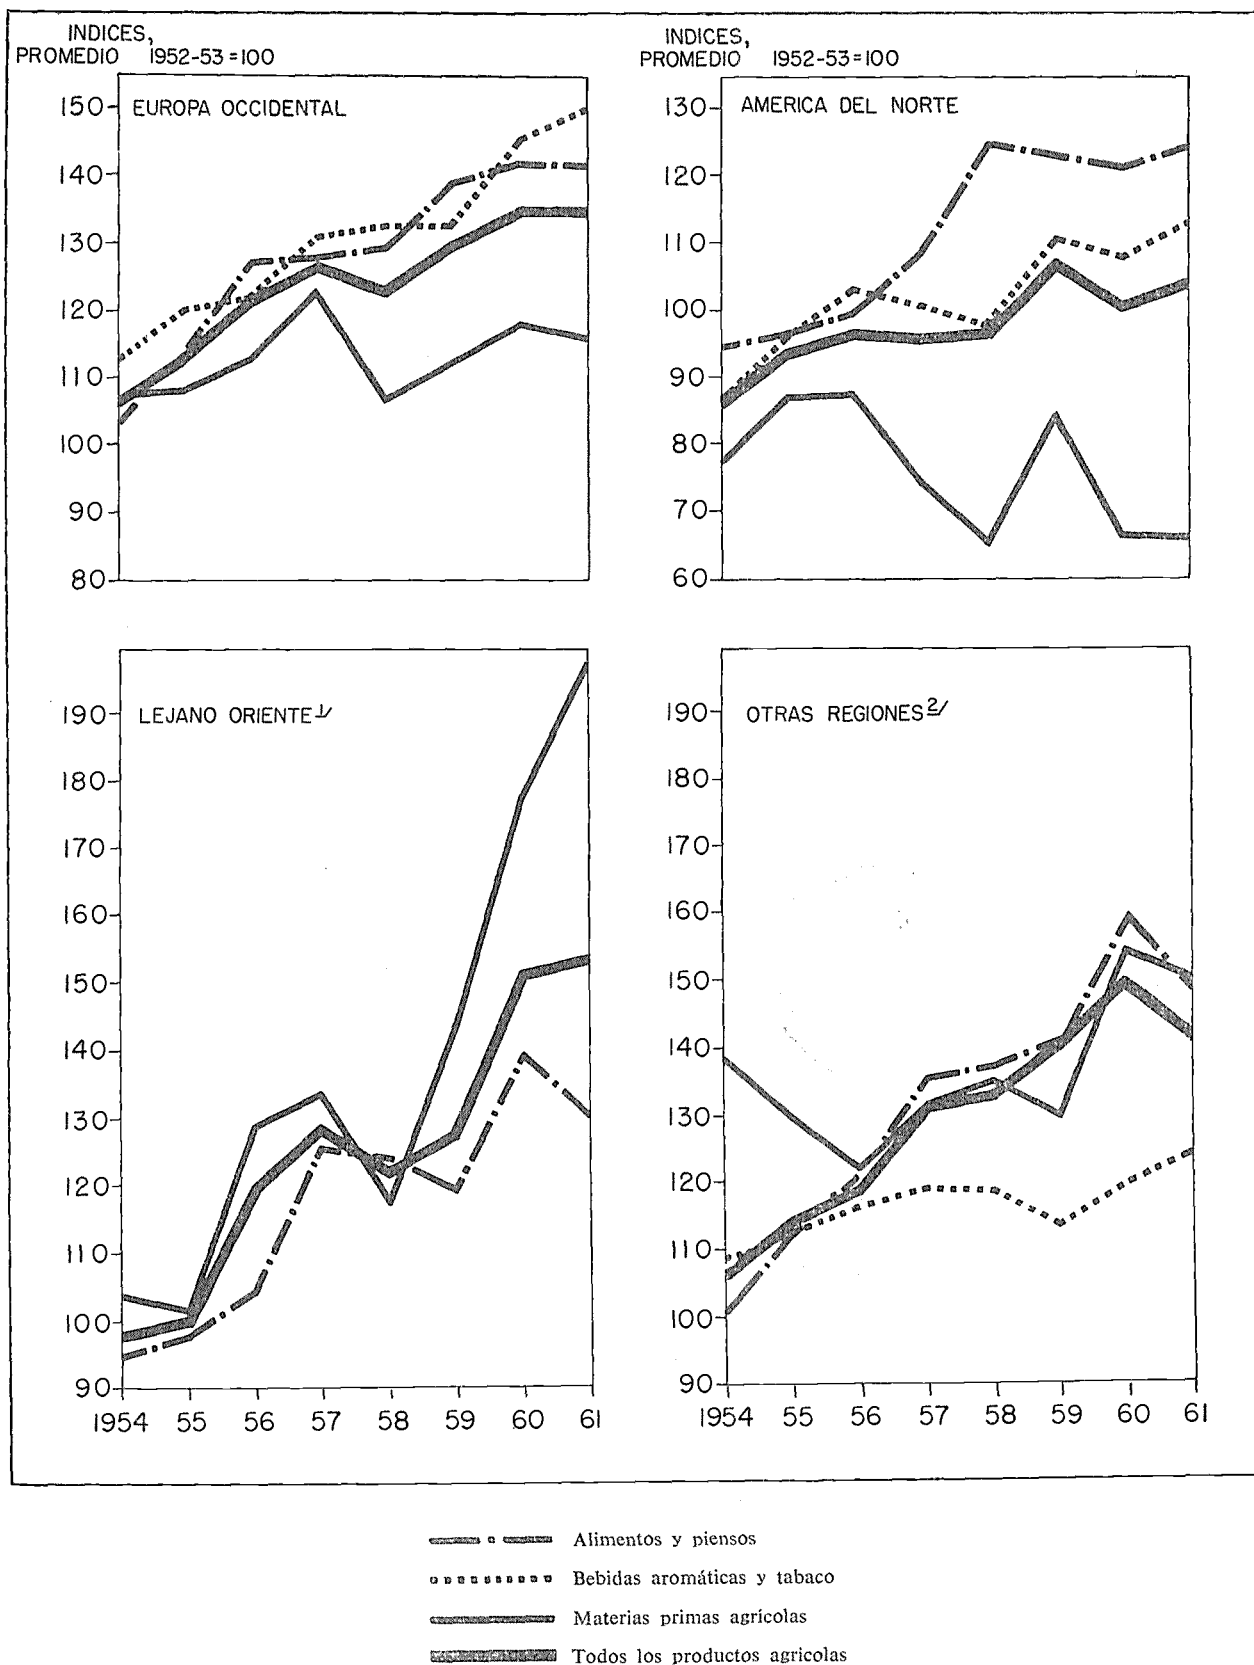 INDICES,
PROMEDIO 1952-53=100
EUROPA OCCIDENTAL
150
140
130
120
110
100
90
80
INDICES,
PROMEDIO 1952-53=100
AMERICA DEL NORTE
130
120
110
100
90
80
70
60
LEJANO ORIENTE 1/
190
180
170
160
150
140
130
120
110
100
90
1954 55 56 57 58 59 60 61
OTRAS REGIONES 2/
190
180
170
160
150
140
130
120
110
100
90
1954 55 56 57 58 59 60 61
Alimentos y piensos
Bebidas aromáticas y tabaco
Materias primas agrícolas
Todos los productos agrícolas